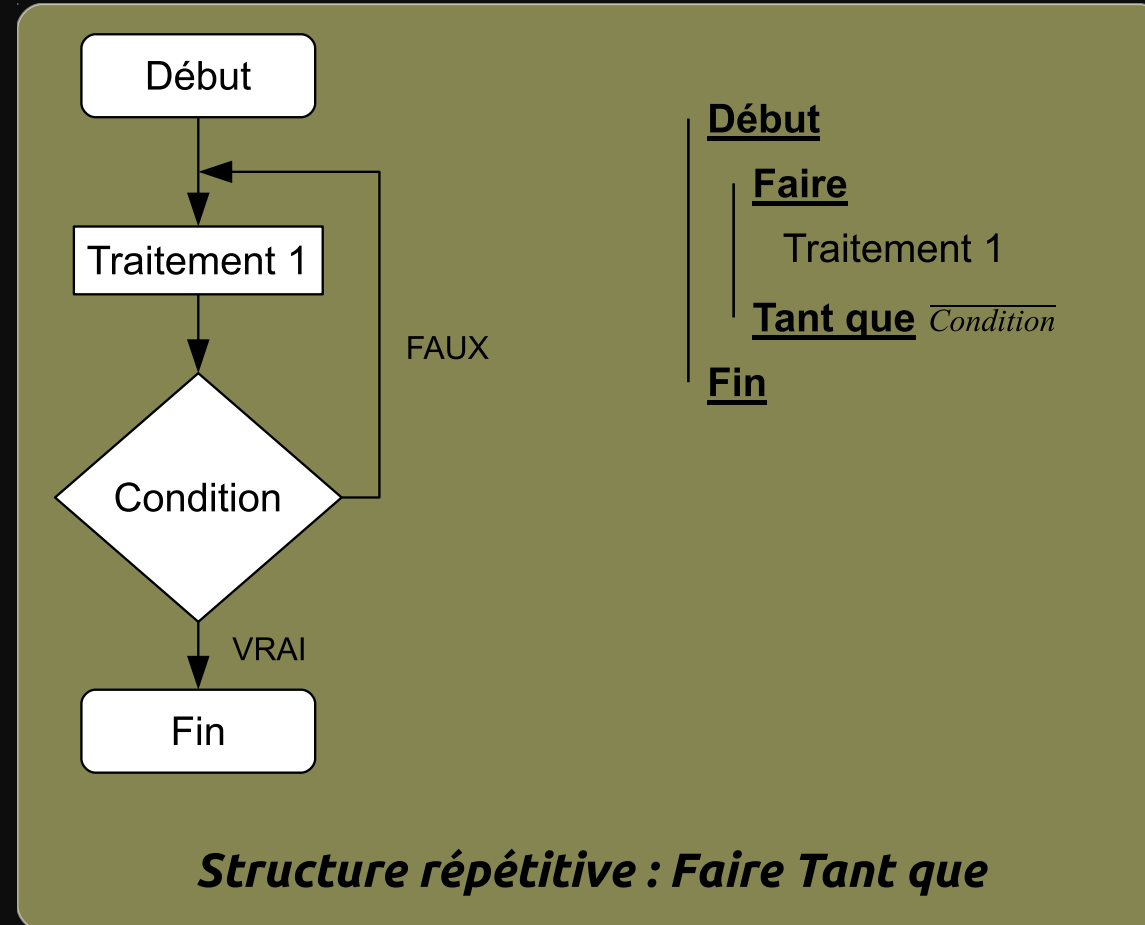 Début
Traitement 1
FAUX
Condition
VRAI
Fin
Début
Faire
Traitement 1
Tant que Condition
Fin
Structure répétitive : Faire Tant que